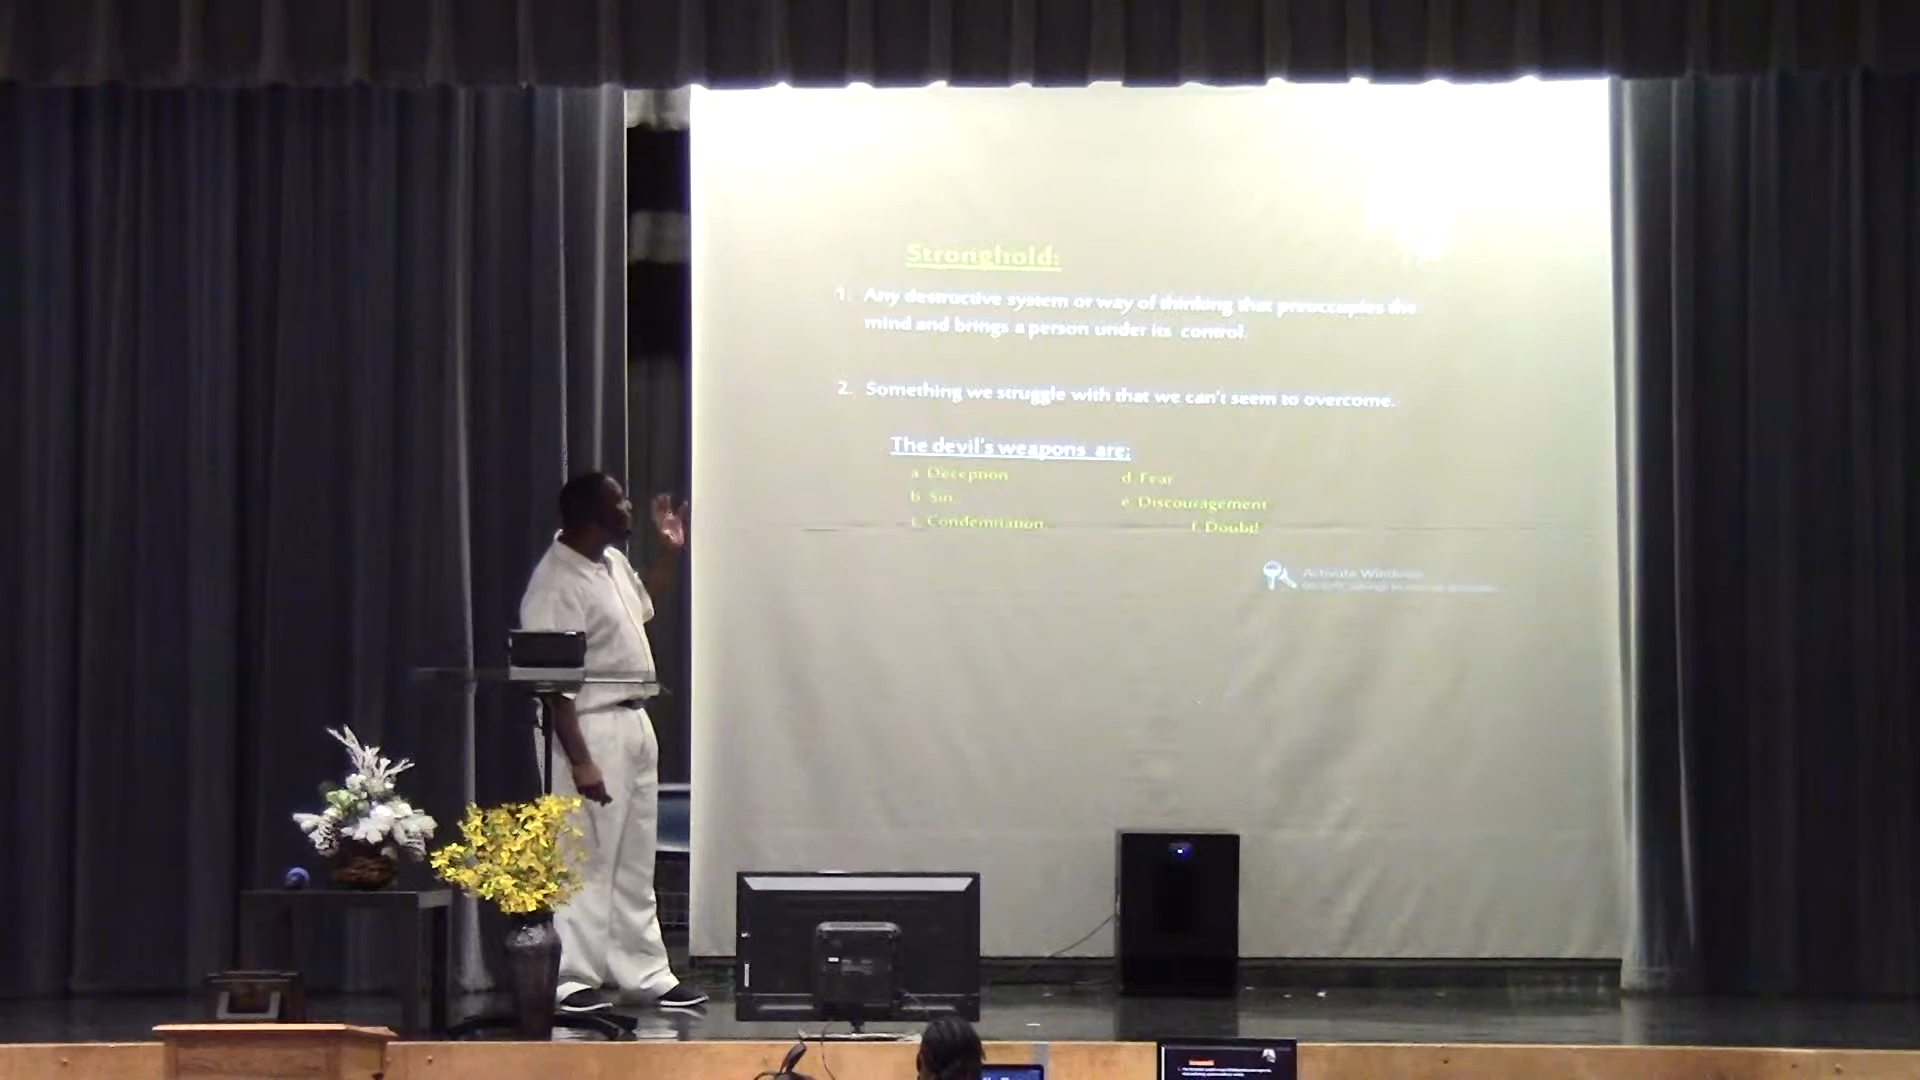 Stronghold:
1. Any destructive system or way of thinking that preoccupies the
mind and brings a person under its control.
2. Something we struggle with that we can't seem to overcome.
The devil's weapons are:
a. Deception
d. Fear
b. Sin
e. Discouragement
c. Condemnation
f. Doubt!
Activate Windows